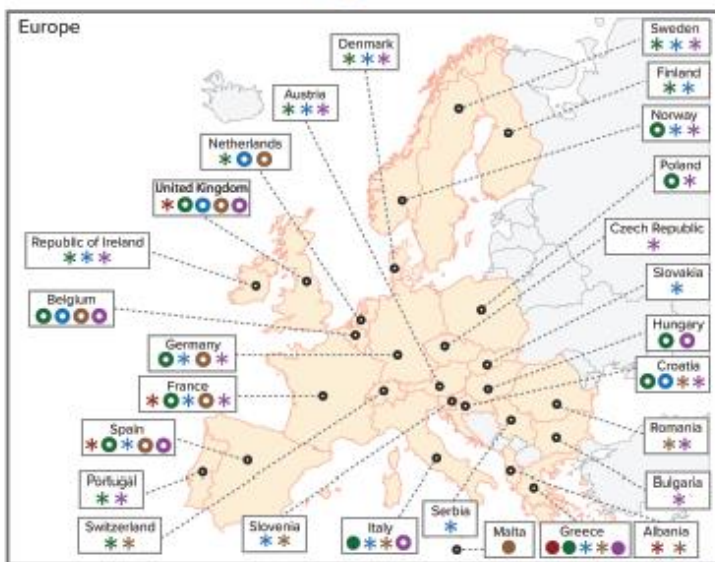 Europe
Denmark
Sweden
Austria
Finland
Netherlands
Norway
United Kingdom
Poland
Republic of Ireland
Czech Republic
Slovakia
Belgium
Hungary
Germany
Croatia
France
Spain
Romania
Portugal
Bulgaria
Switzerland
Slovenia
Italy
Serbia
Malta
Greece
Albania